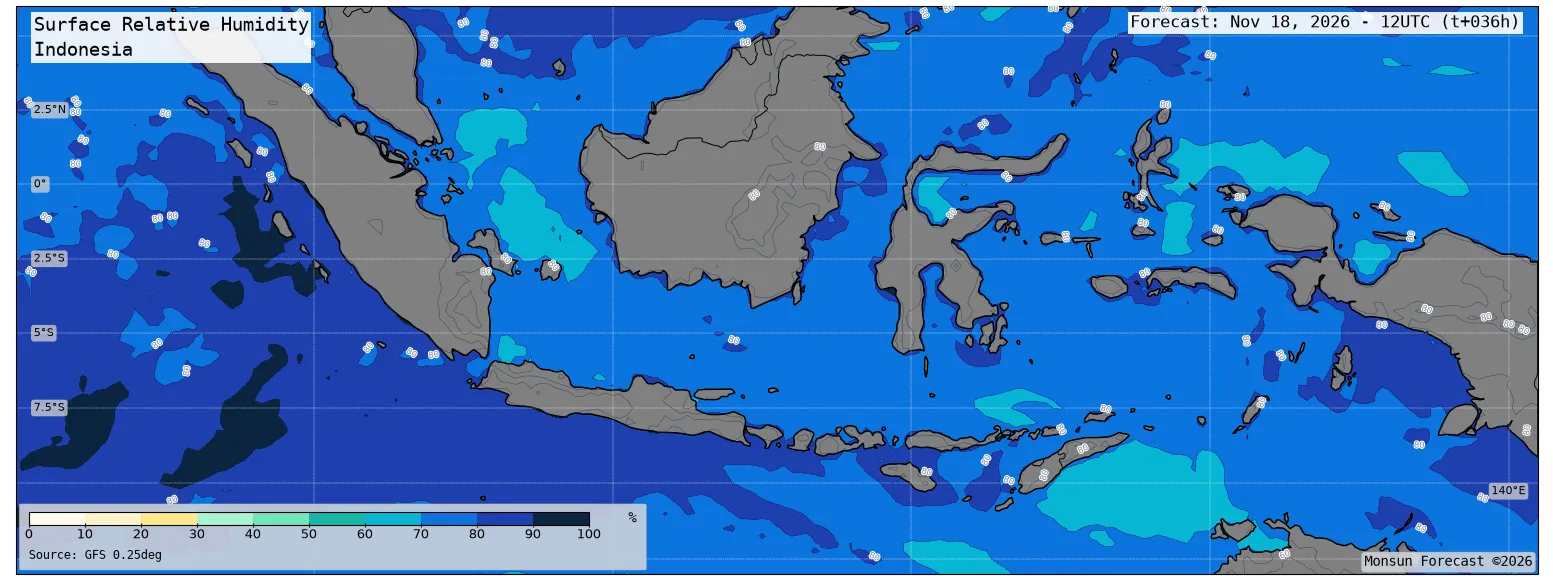 Surface Relative Humidity
Indonesia
Forecast: Nov 18, 2026 - 12UTC (t+036h)
2.5°N
0°
2.5°S
5°S
7.5°S
140°E
%
0 10 20 30 40 50 60 70 80 90 100
Source: GFS 0.25deg
Monsun Forecast ©2026